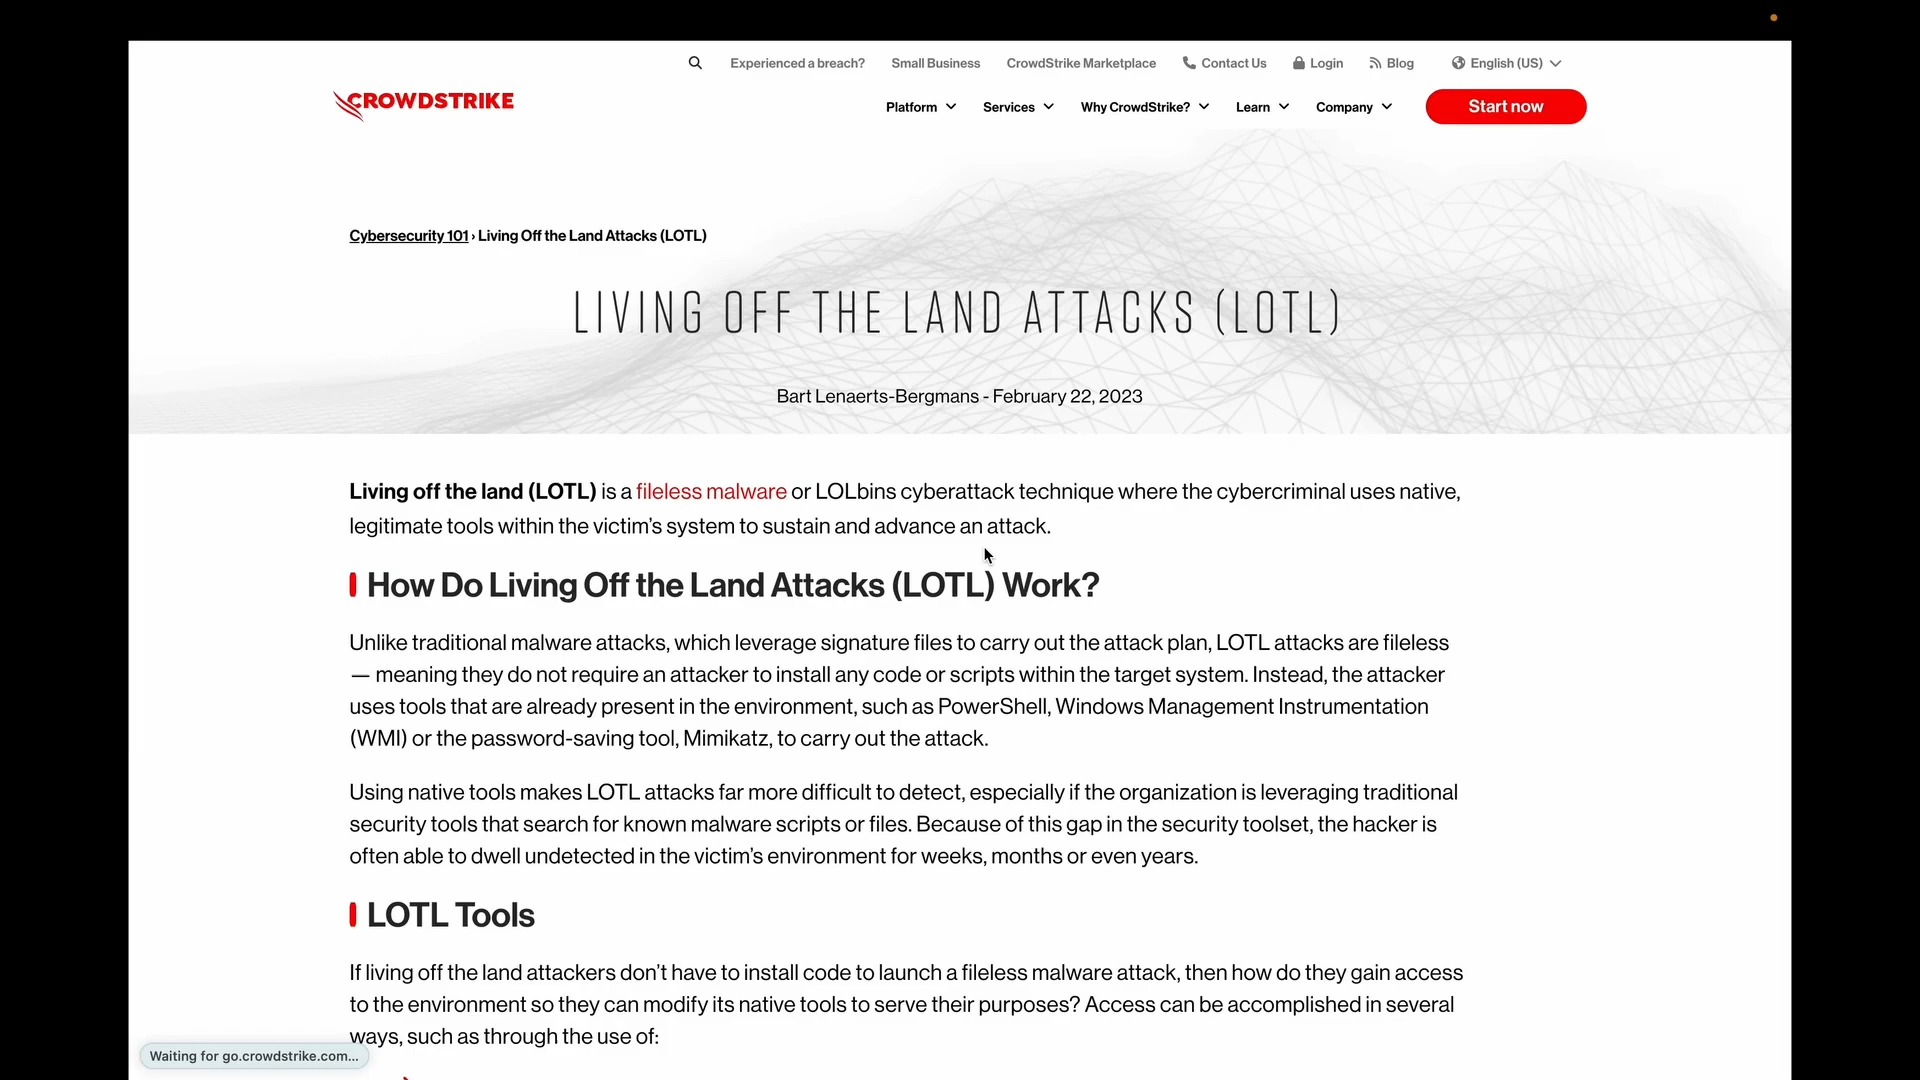 Experienced a breach? Small Business CrowdStrike Marketplace Contact Us Login Blog English (US)
CROWDSTRIKE
Platform Services Why CrowdStrike? Learn Company Start now
Cybersecurity 101 › Living Off the Land Attacks (LOTL)
LIVING OFF THE LAND ATTACKS (LOTL)
Bart Lenaerts-Bergmans - February 22, 2023
Living off the land (LOTL) is a fileless malware or LOLbins cyberattack technique where the cybercriminal uses native,
legitimate tools within the victim’s system to sustain and advance an attack.
How Do Living Off the Land Attacks (LOTL) Work?
Unlike traditional malware attacks, which leverage signature files to carry out the attack plan, LOTL attacks are fileless
— meaning they do not require an attacker to install any code or scripts within the target system. Instead, the attacker
uses tools that are already present in the environment, such as PowerShell, Windows Management Instrumentation
(WMI) or the password-saving tool, Mimikatz, to carry out the attack.
Using native tools makes LOTL attacks far more difficult to detect, especially if the organization is leveraging traditional
security tools that search for known malware scripts or files. Because of this gap in the security toolset, the hacker is
often able to dwell undetected in the victim’s environment for weeks, months or even years.
LOTL Tools
If living off the land attackers don’t have to install code to launch a fileless malware attack, then how do they gain access
to the environment so they can modify its native tools to serve their purposes? Access can be accomplished in several
ways, such as through the use of:
Waiting for go.crowdstrike.com...